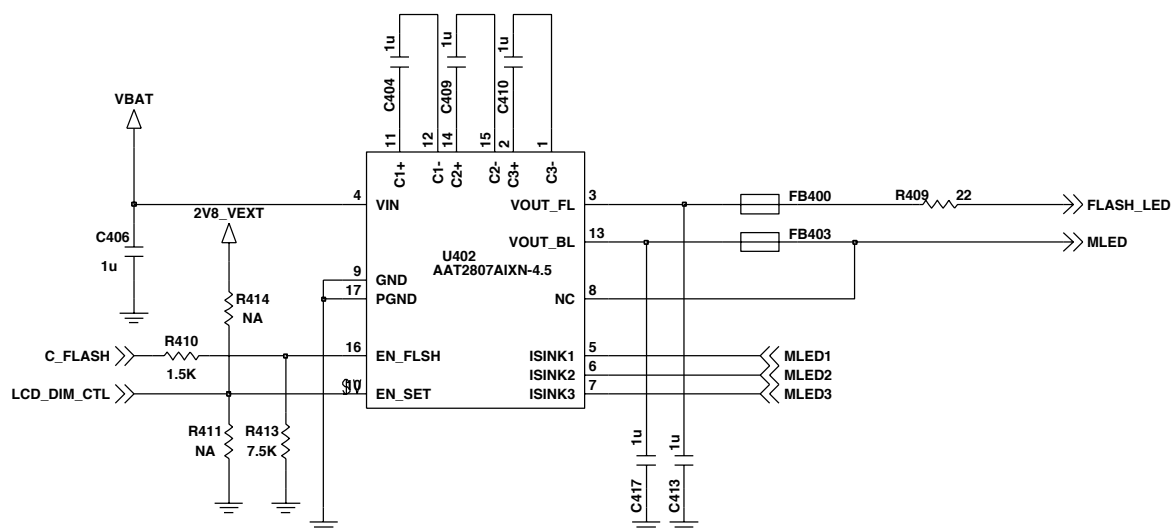 1u
1u
1u
C404
C409
C410
VBAT
11
12
14
15
2
1
C1+
C1-
C2+
C2-
C3+
C3-
4
VIN
VOUT_FL
3
FB400
R409
22
FLASH_LED
2V8_VEXT
C406
1u
VOUT_BL
13
FB403
MLED
U402
AAT2807AIXN-4.5
9
GND
17
PGND
NC
8
R414
NA
C_FLASH
R410
1.5K
16
EN_FLSH
ISINK1
5
MLED1
ISINK2
6
MLED2
LCD_DIM_CTL
EN_SET
ISINK3
7
MLED3
R411
NA
R413
7.5K
1u
1u
C417
C413